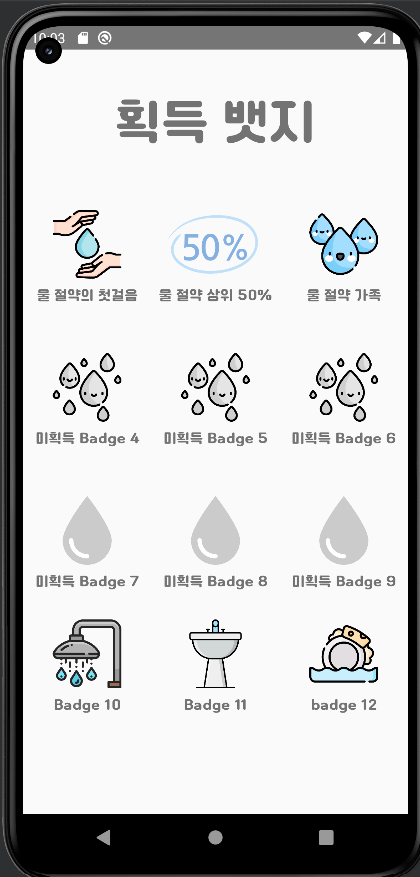 10:03
획득 뱃지
50%
물 절약의 첫걸음
물 절약 상위 50%
물 절약 가족
미획득 Badge 4
미획득 Badge 5
미획득 Badge 6
미획득 Badge 7
미획득 Badge 8
미획득 Badge 9
Badge 10
Badge 11
badge 12